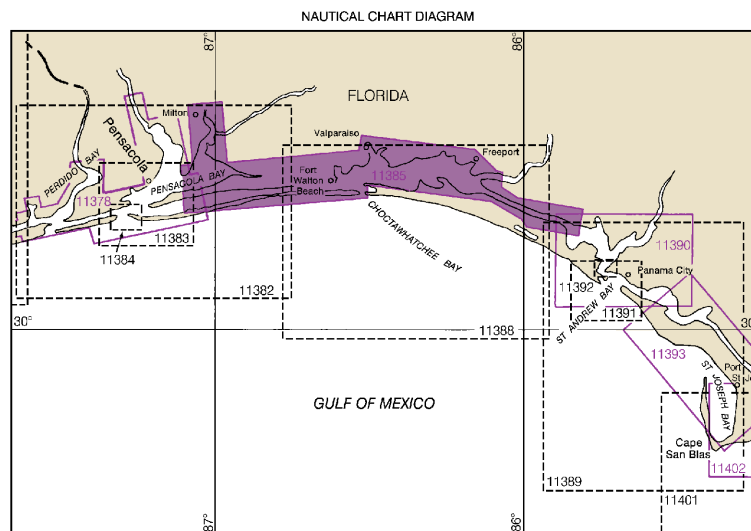 NAUTICAL CHART DIAGRAM
87°
86°
FLORIDA
Milton
Pensacola
Valparaiso
Freeport
PERDIDO BAY
PENSACOLA BAY
Fort
Walton
Beach
11385
11378
CHOCTAWHATCHEE BAY
11383
11384
11390
11382
11392
Panama City
ST ANDREW BAY
11391
30°
11388
30
11393
Port
St J
ST JOSEPH BAY
GULF OF MEXICO
Cape
San Blas
11402
11389
11401
87°
86°